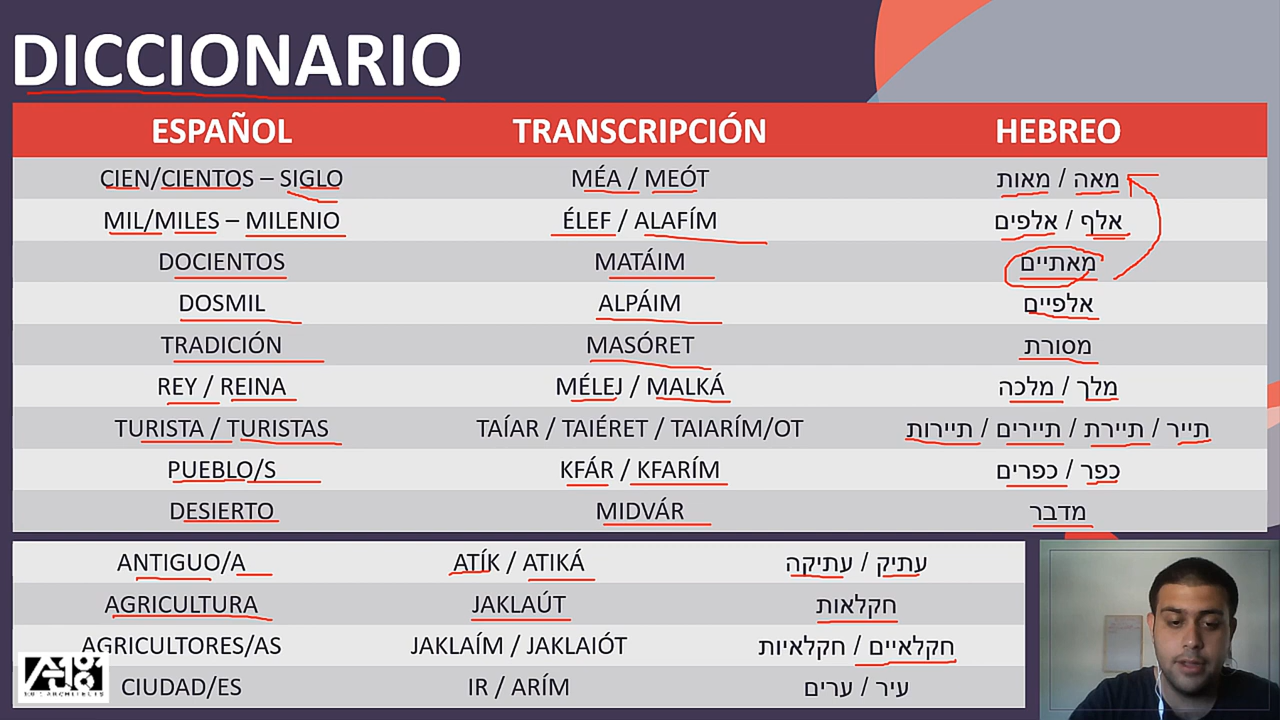 DICCIONARIO
ESPAÑOL TRANSCRIPCIÓN HEBREO
CIEN/CIENTOS – SIGLO MÉA / MEÓT מאה / מאות
MIL/MILES – MILENIO ÉLEF / ALAFÍM אלף / אלפים
DOCIENTOS MATÁIM מאתיים
DOSMIL ALPÁIM אלפיים
TRADICIÓN MASÓRET מסורת
REY / REINA MÉLEJ / MALKÁ מלך / מלכה
TURISTA / TURISTAS TAÍAR / TAIÉRET / TAIARÍM/OT תייר / תיירת / תיירים / תיירות
PUEBLO/S KFÁR / KFARÍM כפר / כפרים
DESIERTO MIDVÁR מדבר
ANTIGUO/A ATÍK / ATIKÁ עתיק / עתיקה
AGRICULTURA JAKLAÚT חקלאות
AGRICULTORES/AS JAKLAÍM / JAKLAIÓT חקלאיים / חקלאיות
CIUDAD/ES IR / ARÍM עיר / ערים